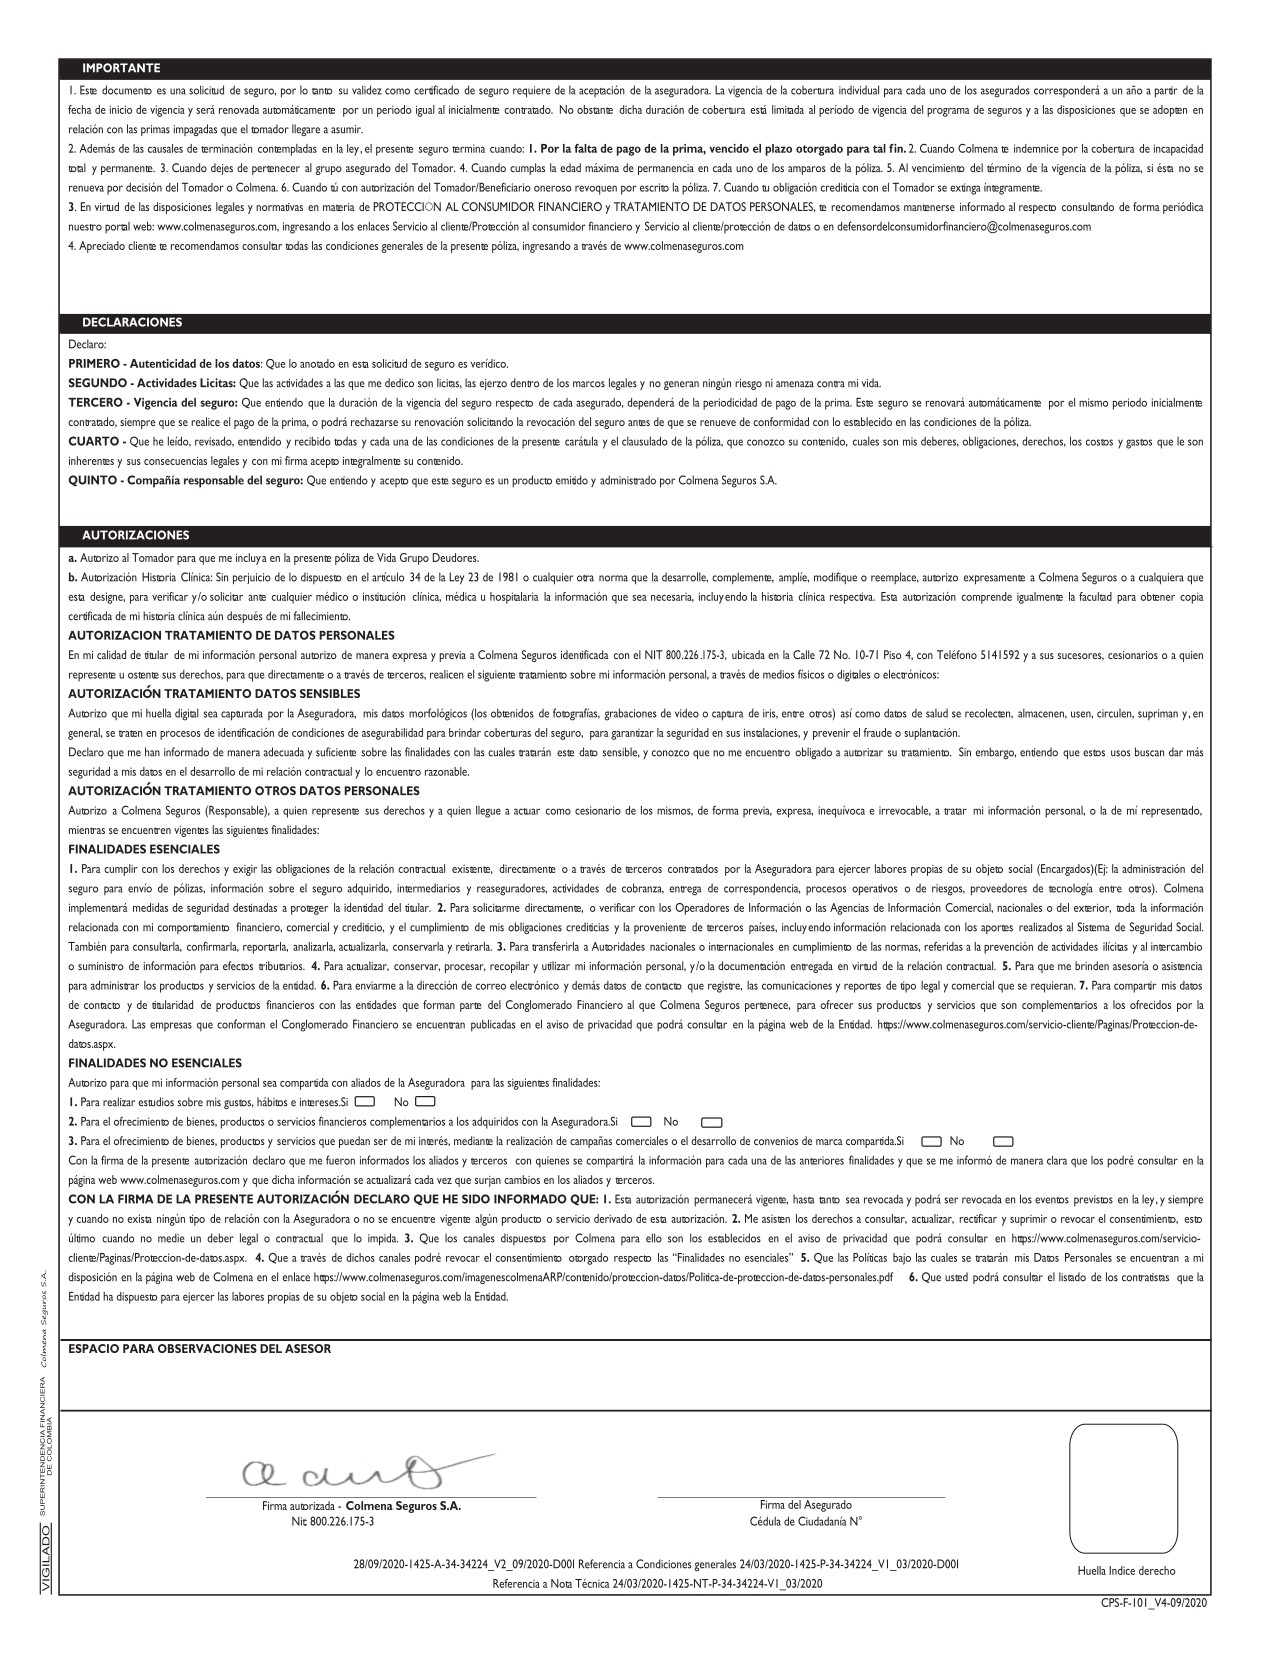 IMPORTANTE
1. Este documento es una solicitud de seguro, por lo tanto su validez como certificado de seguro requiere de la aceptación de la aseguradora. La vigencia de la cobertura individual para cada uno de los asegurados corresponderá a un año a partir de la
fecha de inicio de vigencia y será renovada automáticamente por un periodo igual al inicialmente contratado. No obstante dicha duración de cobertura está limitada al período de vigencia del programa de seguros y a las disposiciones que se adopten en
relación con las primas impagadas que el tomador llegare a asumir.
2. Además de las causales de terminación contempladas en la ley, el presente seguro termina cuando: 1. Por la falta de pago de la prima, vencido el plazo otorgado para tal fin. 2. Cuando Colmena te indemnice por la cobertura de incapacidad
total y permanente. 3. Cuando dejes de pertenecer al grupo asegurado del Tomador. 4. Cuando cumplas la edad máxima de permanencia en cada uno de los amparos de la póliza. 5. Al vencimiento del término de la vigencia de la póliza, si ésta no se
renueva por decisión del Tomador o Colmena. 6. Cuando tú con autorización del Tomador/Beneficiario oneroso revoquen por escrito la póliza. 7. Cuando tu obligación crediticia con el Tomador se extinga íntegramente.
3. En virtud de las disposiciones legales y normativas en materia de PROTECCIÓN AL CONSUMIDOR FINANCIERO y TRATAMIENTO DE DATOS PERSONALES, te recomendamos mantenerse informado al respecto consultando de forma periódica
nuestro portal web: www.colmenaseguros.com, ingresando a los enlaces Servicio al cliente/Protección al consumidor financiero y Servicio al cliente/protección de datos o en defensordelconsumidorfinanciero@colmenaseguros.com
4. Apreciado cliente te recomendamos consultar todas las condiciones generales de la presente póliza, ingresando a través de www.colmenaseguros.com
DECLARACIONES
Declaro:
PRIMERO - Autenticidad de los datos: Que lo anotado en esta solicitud de seguro es verídico.
SEGUNDO - Actividades Licitas: Que las actividades a las que me dedico son licitas, las ejerzo dentro de los marcos legales y no generan ningún riesgo ni amenaza contra mi vida.
TERCERO - Vigencia del seguro: Que entiendo que la duración de la vigencia del seguro respecto de cada asegurado, dependerá de la periodicidad de pago de la prima. Este seguro se renovará automáticamente por el mismo periodo inicialmente
contratado, siempre que se realice el pago de la prima, o podrá rechazarse su renovación solicitando la revocación del seguro antes de que se renueve de conformidad con lo establecido en las condiciones de la póliza.
CUARTO - Que he leído, revisado, entendido y recibido todas y cada una de las condiciones de la presente carátula y el clausulado de la póliza, que conozco su contenido, cuales son mis deberes, obligaciones, derechos, los costos y gastos que le son
inherentes y sus consecuencias legales y con mi firma acepto integralmente su contenido.
QUINTO - Compañía responsable del seguro: Que entiendo y acepto que este seguro es un producto emitido y administrado por Colmena Seguros S.A.
AUTORIZACIONES
a. Autorizo al Tomador para que me incluya en la presente póliza de Vida Grupo Deudores.
b. Autorización Historia Clínica: Sin perjuicio de lo dispuesto en el artículo 34 de la Ley 23 de 1981 o cualquier otra norma que la desarrolle, complemente, amplíe, modifique o reemplace, autorizo expresamente a Colmena Seguros o a cualquiera que
esta designe, para verificar y/o solicitar ante cualquier médico o institución clínica, médica u hospitalaria la información que sea necesaria, incluyendo la historia clínica respectiva. Esta autorización comprende igualmente la facultad para obtener copia
certificada de mi historia clínica aún después de mi fallecimiento.
AUTORIZACION TRATAMIENTO DE DATOS PERSONALES
En mi calidad de titular de mi información personal autorizo de manera expresa y previa a Colmena Seguros identificada con el NIT 800.226.175-3, ubicada en la Calle 72 No. 10-71 Piso 4, con Teléfono 5141592 y a sus sucesores, cesionarios o a quien
represente u ostente sus derechos, para que directamente o a través de terceros, realicen el siguiente tratamiento sobre mi información personal, a través de medios físicos o digitales o electrónicos:
AUTORIZACIÓN TRATAMIENTO DATOS SENSIBLES
Autorizo que mi huella digital sea capturada por la Aseguradora, mis datos morfológicos (los obtenidos de fotografías, grabaciones de video o captura de iris, entre otros) así como datos de salud se recolecten, almacenen, usen, circulen, supriman y, en
general, se traten en procesos de identificación de condiciones de asegurabilidad para brindar coberturas del seguro, para garantizar la seguridad en sus instalaciones, y prevenir el fraude o suplantación.
Declaro que me han informado de manera adecuada y suficiente sobre las finalidades con las cuales tratarán este dato sensible, y conozco que no me encuentro obligado a autorizar su tratamiento. Sin embargo, entiendo que estos usos buscan dar más
seguridad a mis datos en el desarrollo de mi relación contractual y lo encuentro razonable.
AUTORIZACIÓN TRATAMIENTO OTROS DATOS PERSONALES
Autorizo a Colmena Seguros (Responsable), a quien represente sus derechos y a quien llegue a actuar como cesionario de los mismos, de forma previa, expresa, inequívoca e irrevocable, a tratar mi información personal, o la de mí representado,
mientras se encuentren vigentes las siguientes finalidades:
FINALIDADES ESENCIALES
1. Para cumplir con los derechos y exigir las obligaciones de la relación contractual existente, directamente o a través de terceros contratados por la Aseguradora para ejercer labores propias de su objeto social (Encargados)(Ej: la administración del
seguro para envío de pólizas, información sobre el seguro adquirido, intermediarios y reaseguradores, actividades de cobranza, entrega de correspondencia, procesos operativos o de riesgos, proveedores de tecnología entre otros). Colmena
implementará medidas de seguridad destinadas a proteger la identidad del titular. 2. Para solicitarme directamente, o verificar con los Operadores de Información o las Agencias de Información Comercial, nacionales o del exterior, toda la información
relacionada con mi comportamiento financiero, comercial y crediticio, y el cumplimiento de mis obligaciones crediticias y la proveniente de terceros países, incluyendo información relacionada con los aportes realizados al Sistema de Seguridad Social.
También para consultarla, confirmarla, reportarla, analizarla, actualizarla, conservarla y retirarla. 3. Para transferirla a Autoridades nacionales o internacionales en cumplimiento de las normas, referidas a la prevención de actividades ilícitas y al intercambio
o suministro de información para efectos tributarios. 4. Para actualizar, conservar, procesar, recopilar y utilizar mi información personal, y/o la documentación entregada en virtud de la relación contractual. 5. Para que me brinden asesoría o asistencia
para administrar los productos y servicios de la entidad. 6. Para enviarme a la dirección de correo electrónico y demás datos de contacto que registre, las comunicaciones y reportes de tipo legal y comercial que se requieran. 7. Para compartir mis datos
de contacto y de titularidad de productos financieros con las entidades que forman parte del Conglomerado Financiero al que Colmena Seguros pertenece, para ofrecer sus productos y servicios que son complementarios a los ofrecidos por la
Aseguradora. Las empresas que conforman el Conglomerado Financiero se encuentran publicadas en el aviso de privacidad que podrá consultar en la página web de la Entidad. https://www.colmenaseguros.com/servicio-cliente/Paginas/Proteccion-de-
datos.aspx.
FINALIDADES NO ESENCIALES
Autorizo para que mi información personal sea compartida con aliados de la Aseguradora para las siguientes finalidades:
1. Para realizar estudios sobre mis gustos, hábitos e intereses.Si No
2. Para el ofrecimiento de bienes, productos o servicios financieros complementarios a los adquiridos con la Aseguradora.Si No
3. Para el ofrecimiento de bienes, productos y servicios que puedan ser de mi interés, mediante la realización de campañas comerciales o el desarrollo de convenios de marca compartida.Si No
Con la firma de la presente autorización declaro que me fueron informados los aliados y terceros con quienes se compartirá la información para cada una de las anteriores finalidades y que se me informó de manera clara que los podré consultar en la
página web www.colmenaseguros.com y que dicha información se actualizará cada vez que surjan cambios en los aliados y terceros.
CON LA FIRMA DE LA PRESENTE AUTORIZACIÓN DECLARO QUE HE SIDO INFORMADO QUE: 1. Esta autorización permanecerá vigente, hasta tanto sea revocada y podrá ser revocada en los eventos previstos en la ley, y siempre
y cuando no exista ningún tipo de relación con la Aseguradora o no se encuentre vigente algún producto o servicio derivado de esta autorización. 2. Me asisten los derechos a consultar, actualizar, rectificar y suprimir o revocar el consentimiento, esto
último cuando no medie un deber legal o contractual que lo impida. 3. Que los canales dispuestos por Colmena para ello son los establecidos en el aviso de privacidad que podrá consultar en https://www.colmenaseguros.com/servicio-
cliente/Paginas/Proteccion-de-datos.aspx. 4. Que a través de dichos canales podré revocar el consentimiento otorgado respecto las “Finalidades no esenciales” 5. Que las Políticas bajo las cuales se tratarán mis Datos Personales se encuentran a mi
disposición en la página web de Colmena en el enlace https://www.colmenaseguros.com/imagenescolmenaARP/contenido/proteccion-datos/Politica-de-proteccion-de-datos-personales.pdf 6. Que usted podrá consultar el listado de los contratistas que la
Entidad ha dispuesto para ejercer las labores propias de su objeto social en la página web la Entidad.
ESPACIO PARA OBSERVACIONES DEL ASESOR
Firma autorizada - Colmena Seguros S.A.
Nit: 800.226.175-3
Firma del Asegurado
Cédula de Ciudadanía N°
Huella Indice derecho
28/09/2020-1425-A-34-34224_V2_09/2020-D00I Referencia a Condiciones generales 24/03/2020-1425-P-34-34224_V1_03/2020-D00I
Referencia a Nota Técnica 24/03/2020-1425-NT-P-34-34224-V1_03/2020
CPS-F-101_V4-09/2020
VIGILADO SUPERINTENDENCIA FINANCIERA DE COLOMBIA Colmena Seguros S.A.